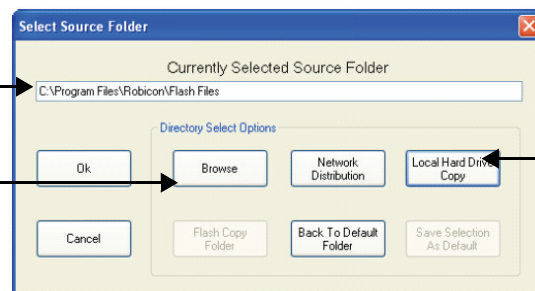 Select Source Folder
Currently Selected Source Folder
C:\Program Files\Robicon\Flash Files
Directory Select Options
Ok
Browse
Network
Distribution
Local Hard Drive
Copy
Cancel
Flash Copy
Folder
Back To Default
Folder
Save Selection
As Default